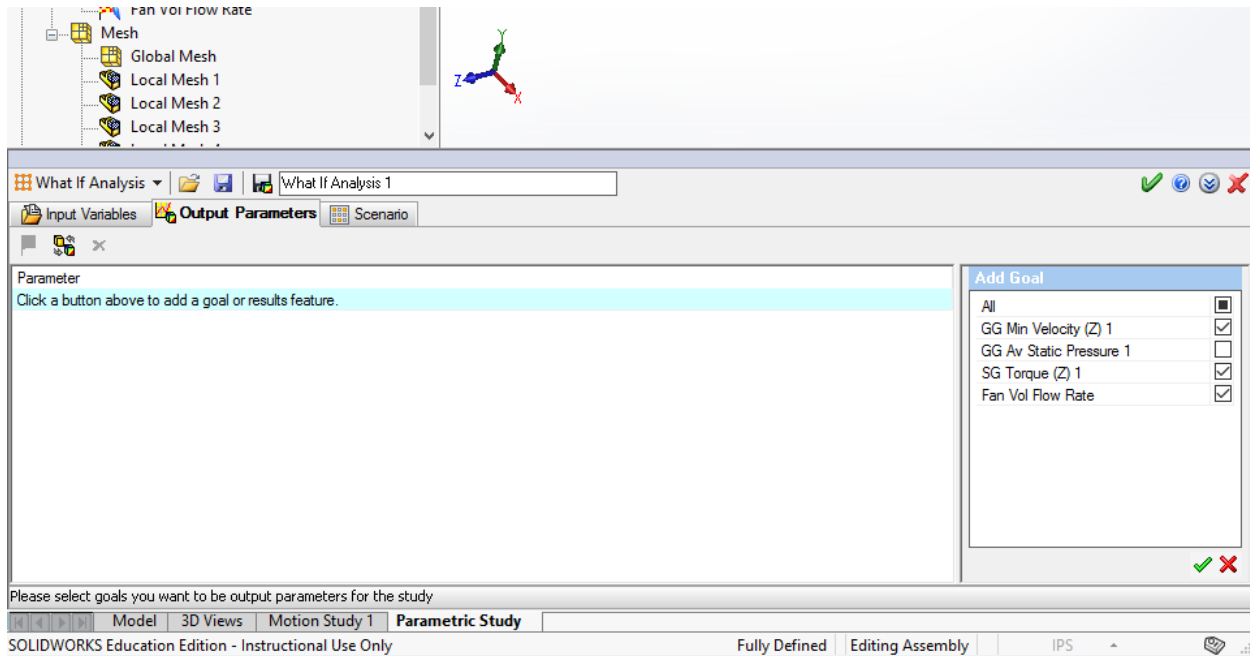 Fan Vol Flow Rate
Mesh
Global Mesh
Local Mesh 1
Local Mesh 2
Local Mesh 3
Y
Z
X
What If Analysis What If Analysis 1
Input Variables Output Parameters Scenario
Parameter
Click a button above to add a goal or results feature.
Add Goal
All
GG Min Velocity (Z) 1
GG Av Static Pressure 1
SG Torque (Z) 1
Fan Vol Flow Rate
Please select goals you want to be output parameters for the study
Model 3D Views Motion Study 1 Parametric Study
SOLIDWORKS Education Edition - Instructional Use Only Fully Defined Editing Assembly IPS